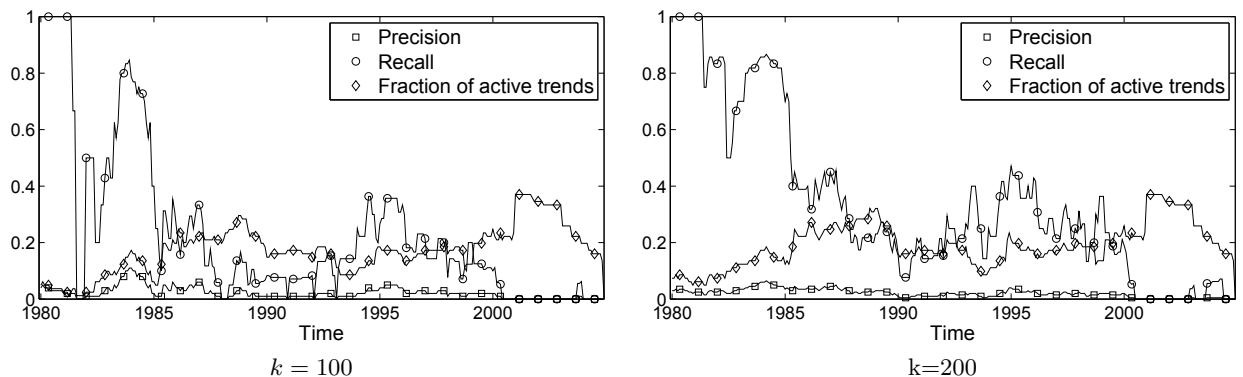 1
0.8
0.6
0.4
0.2
0
1980
1985
1990
1995
2000
Time
Precision
Recall
Fraction of active trends
k = 100
1
0.8
0.6
0.4
0.2
0
1980
1985
1990
1995
2000
Time
Precision
Recall
Fraction of active trends
k=200